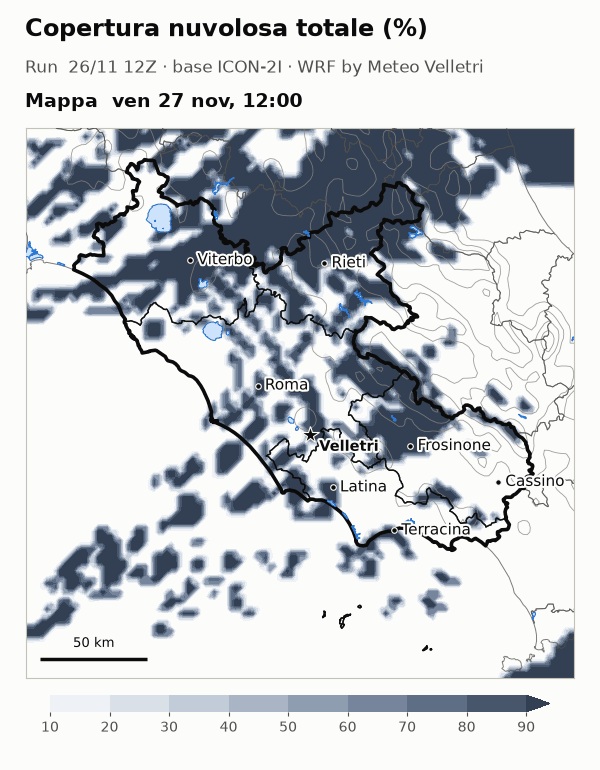 Copertura nuvolosa totale (%)
Run  26/11 12Z · base ICON-2I · WRF by Meteo Velletri
Mappa  ven 27 nov, 12:00
Viterbo
Rieti
Roma
Velletri
Frosinone
Cassino
Latina
Terracina
50 km
10 20 30 40 50 60 70 80 90